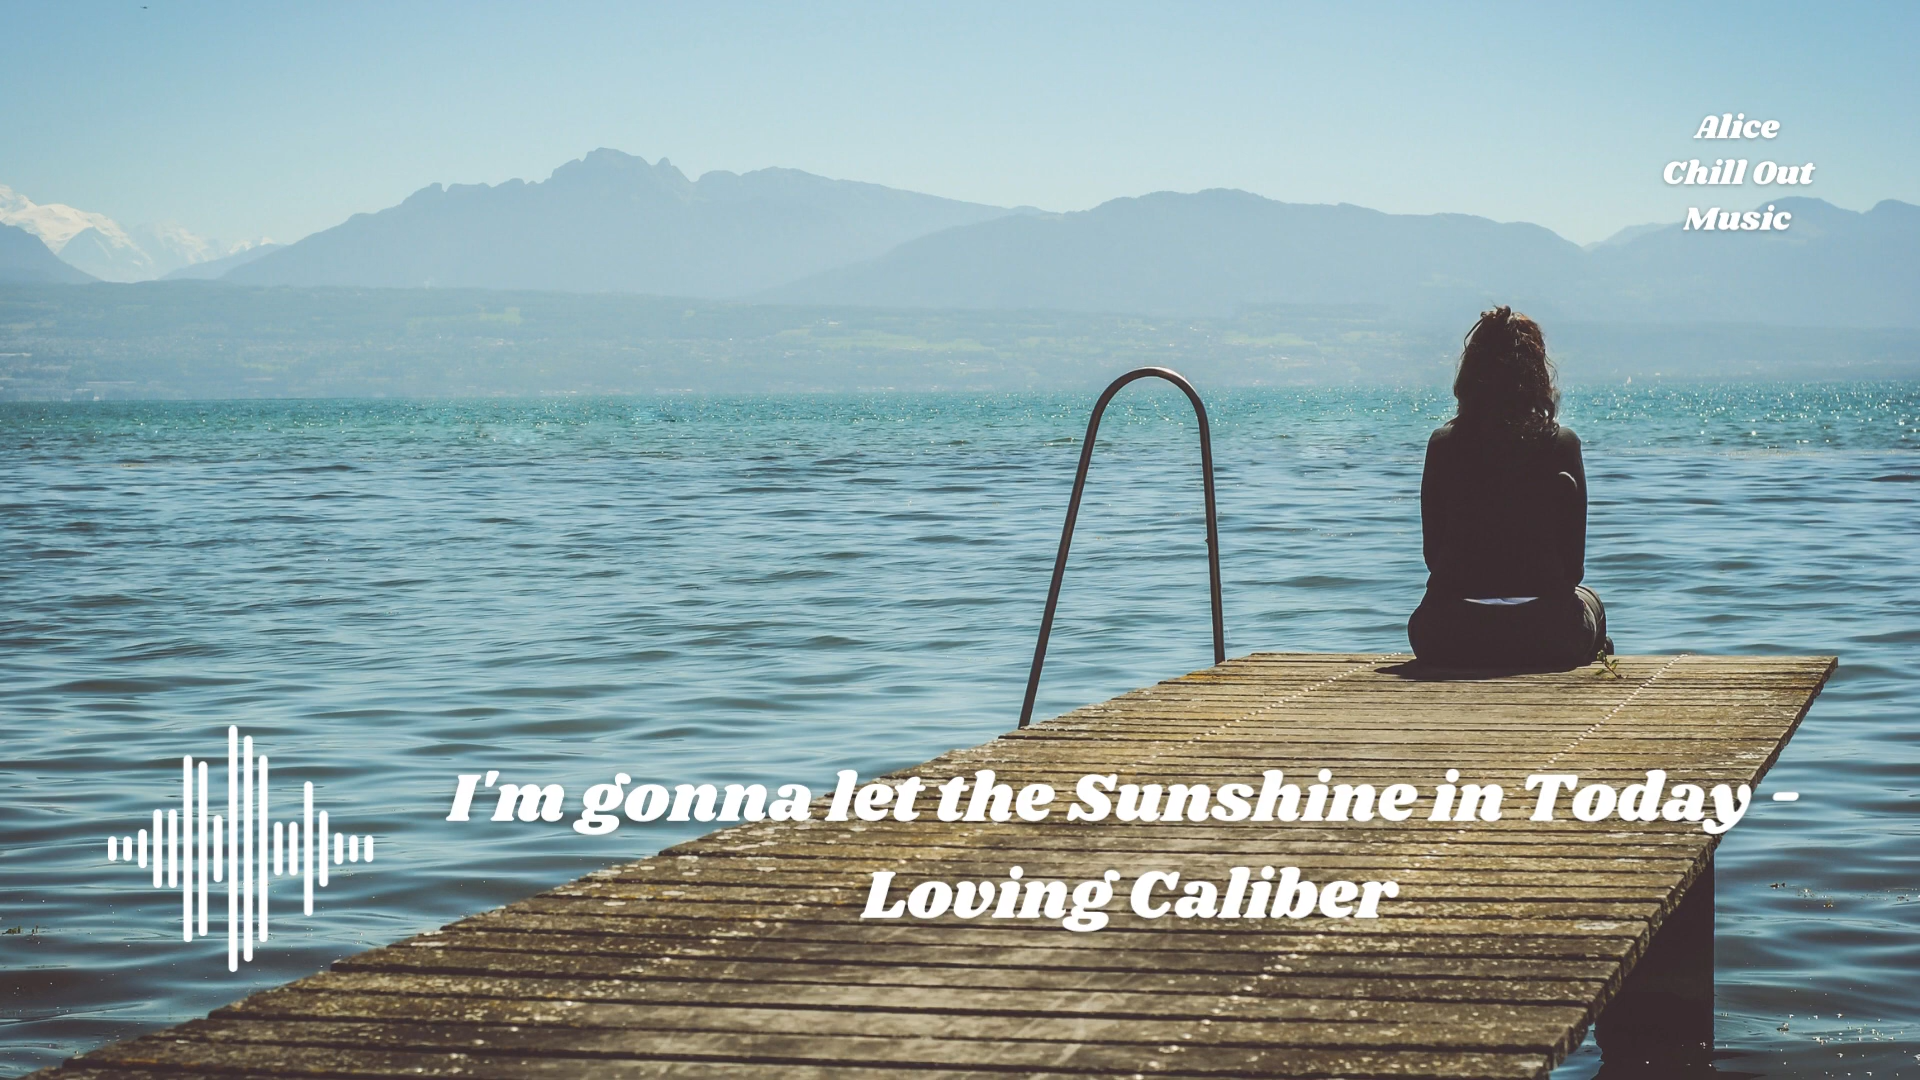 Alice
Chill Out
Music
I'm gonna let the Sunshine in Today -
Loving Caliber